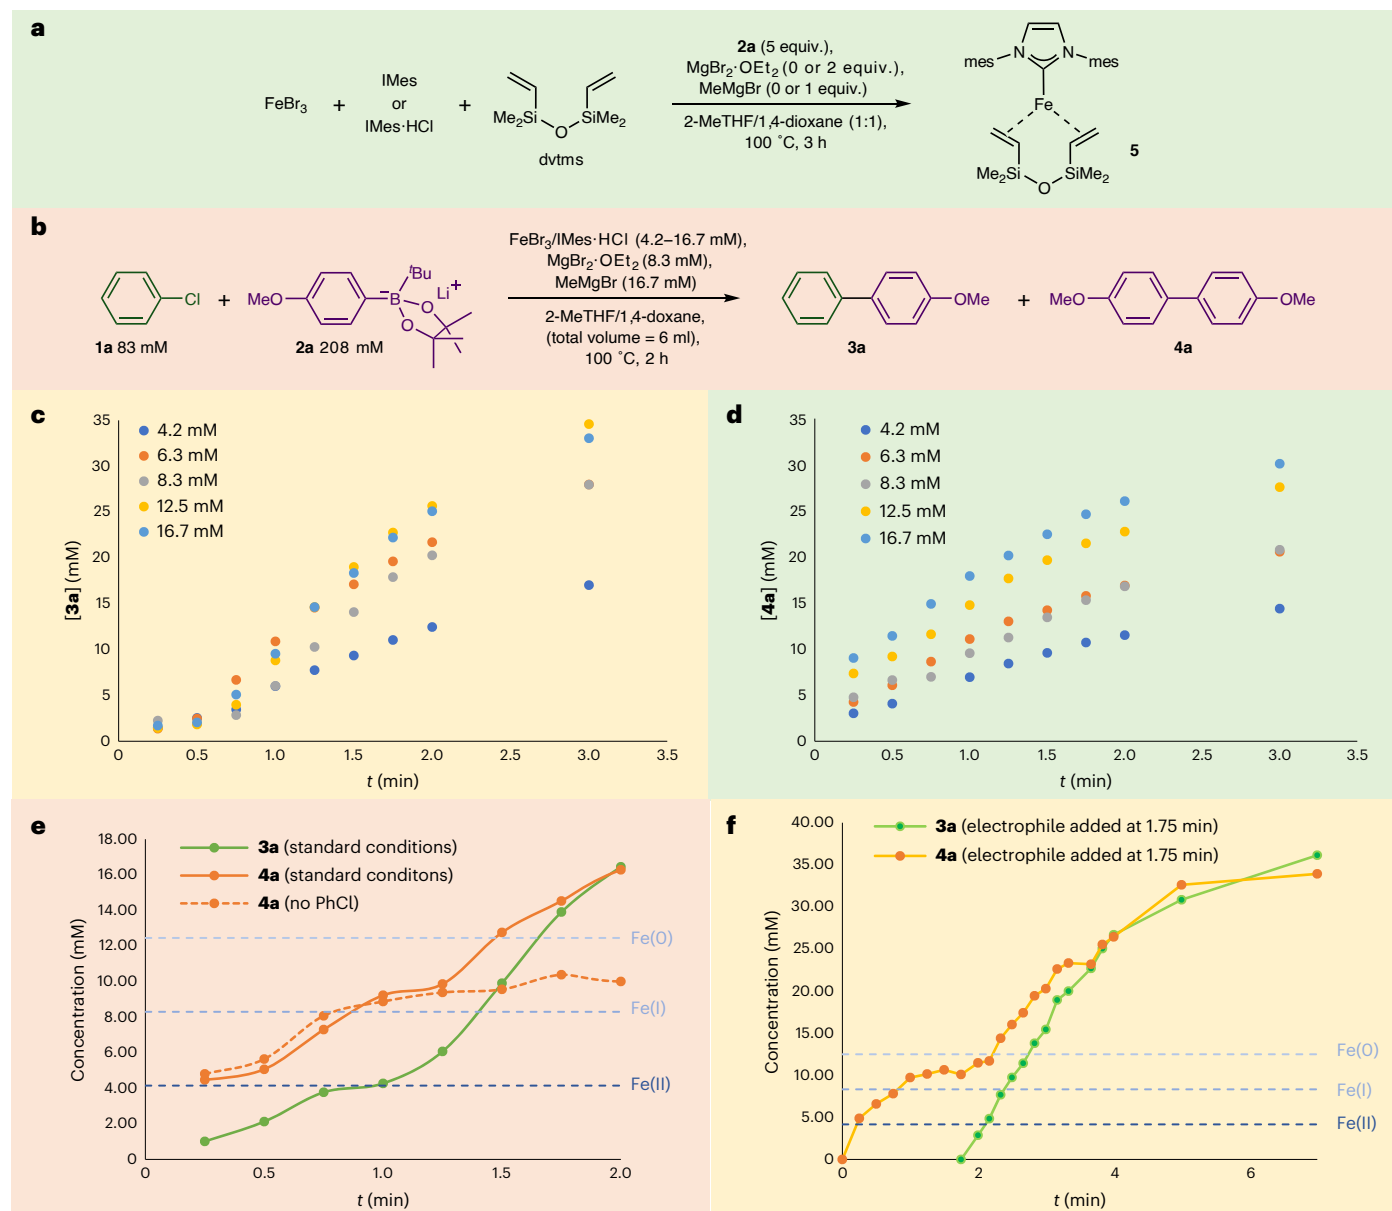 a
FeBr₃ + IMes or IMes·HCl + dvtms
Me₂Si O SiMe₂
2a (5 equiv.),
MgBr₂·OEt₂ (0 or 2 equiv.),
MeMgBr (0 or 1 equiv.)
2-MeTHF/1,4-dioxane (1:1),
100 ˚C, 3 h
mes N N mes
Fe
Me₂Si O SiMe₂
5
b
Cl
1a 83 mM
+
MeO B ᵗBu Li⁺ O O
2a 208 mM
FeBr₃/IMes·HCl (4.2–16.7 mM),
MgBr₂·OEt₂ (8.3 mM),
MeMgBr (16.7 mM)
2-MeTHF/1,4-doxane,
(total volume = 6 ml),
100 ˚C, 2 h
OMe
3a
+
MeO OMe
4a
c
4.2 mM
6.3 mM
8.3 mM
12.5 mM
16.7 mM
[3a] (mM)
35
30
25
20
15
10
5
0
0 0.5 1.0 1.5 2.0 2.5 3.0 3.5
t (min)
d
4.2 mM
6.3 mM
8.3 mM
12.5 mM
16.7 mM
[4a] (mM)
35
30
25
20
15
10
5
0
0 0.5 1.0 1.5 2.0 2.5 3.0 3.5
t (min)
e
3a (standard conditions)
4a (standard conditons)
4a (no PhCl)
Concentration (mM)
18.00
16.00
14.00
12.00
10.00
8.00
6.00
4.00
2.00
0
Fe(0)
Fe(I)
Fe(II)
0 0.5 1.0 1.5 2.0
t (min)
f
3a (electrophile added at 1.75 min)
4a (electrophile added at 1.75 min)
Concentration (mM)
40.00
35.00
30.00
25.00
20.00
15.00
10.00
5.00
0
Fe(0)
Fe(I)
Fe(II)
0 2 4 6
t (min)